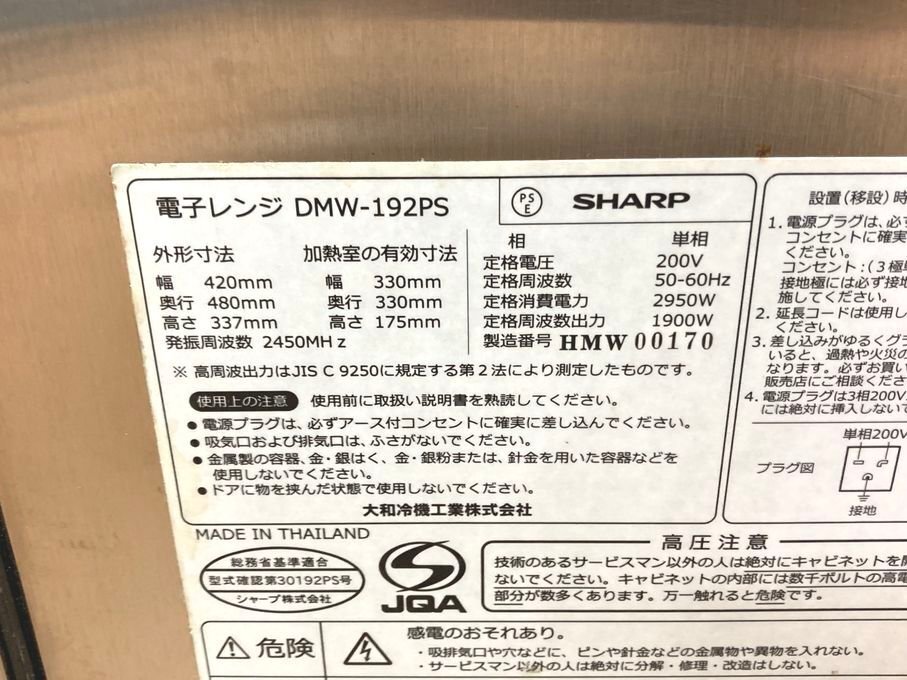 電子レンジ DMW-192PS
PS
E
SHARP
外形寸法
幅 420mm
奥行 480mm
高さ 337mm
加熱室の有効寸法
幅 330mm
奥行 330mm
高さ 175mm
発振周波数 2450MHz
相 単相
定格電圧 200V
定格周波数 50-60Hz
定格消費電力 2950W
定格周波数出力 1900W
製造番号 HMW 00170
※ 高周波出力はJIS C 9250に規定する第2法により測定したものです。
使用上の注意 使用前に取扱い説明書を熟読してください。
● 電源プラグは、必ずアース付コンセントに確実に差し込んでください。
● 吸気口および排気口は、ふさがないでください。
● 金属製の容器、金・銀はく、金・銀粉または、針金を用いた容器などを
使用しないでください。
● ドアに物を挟んだ状態で使用しないでください。
大和冷機工業株式会社
設置(移設)時
1. 電源プラグは、必ず
コンセントに確実
ください。
コンセント:(3極
接地極には必ず接地
施してください。
2. 延長コードは使用し
ください。
3. 差し込みがゆるくグラ
いると、過熱や火災の
なります。必ずお買い
販売店にご相談くださ
4. 電源プラグは3相200V
には絶対に挿入しない
単相200V
プラグ図
接地
MADE IN THAILAND
総務省基準適合
型式確認第30192PS号
シャープ株式会社
JQA
高圧注意
技術のあるサービスマン以外の人は絶対にキャビネットを開
ないでください。キャビネットの内部には数千ボルトの高電
部分が数多くあります。万一触れると危険です。
危険
感電のおそれあり。
・吸排気口や穴などに、ピンや針金などの金属物や異物を入れない。
・サービスマン以外の人は絶対に分解・修理・改造はしない。